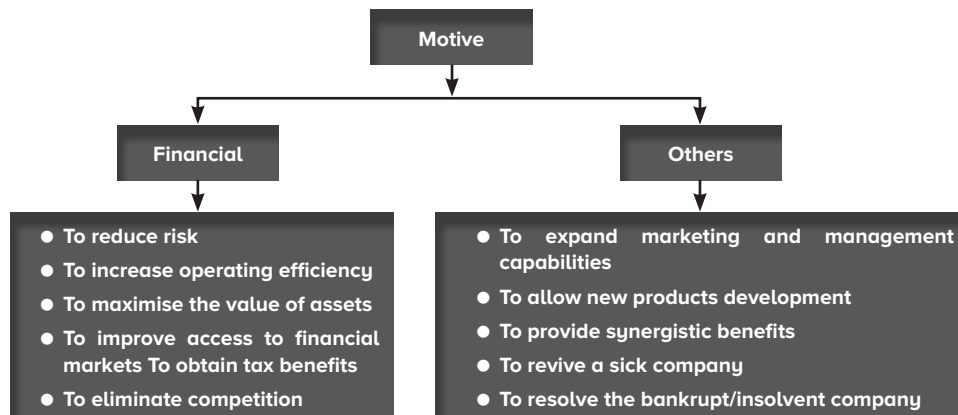 Motive
Financial
Others
● To reduce risk
● To increase operating efficiency
● To maximise the value of assets
● To improve access to financial
markets To obtain tax benefits
● To eliminate competition
● To expand marketing and management
capabilities
● To allow new products development
● To provide synergistic benefits
● To revive a sick company
● To resolve the bankrupt/insolvent company